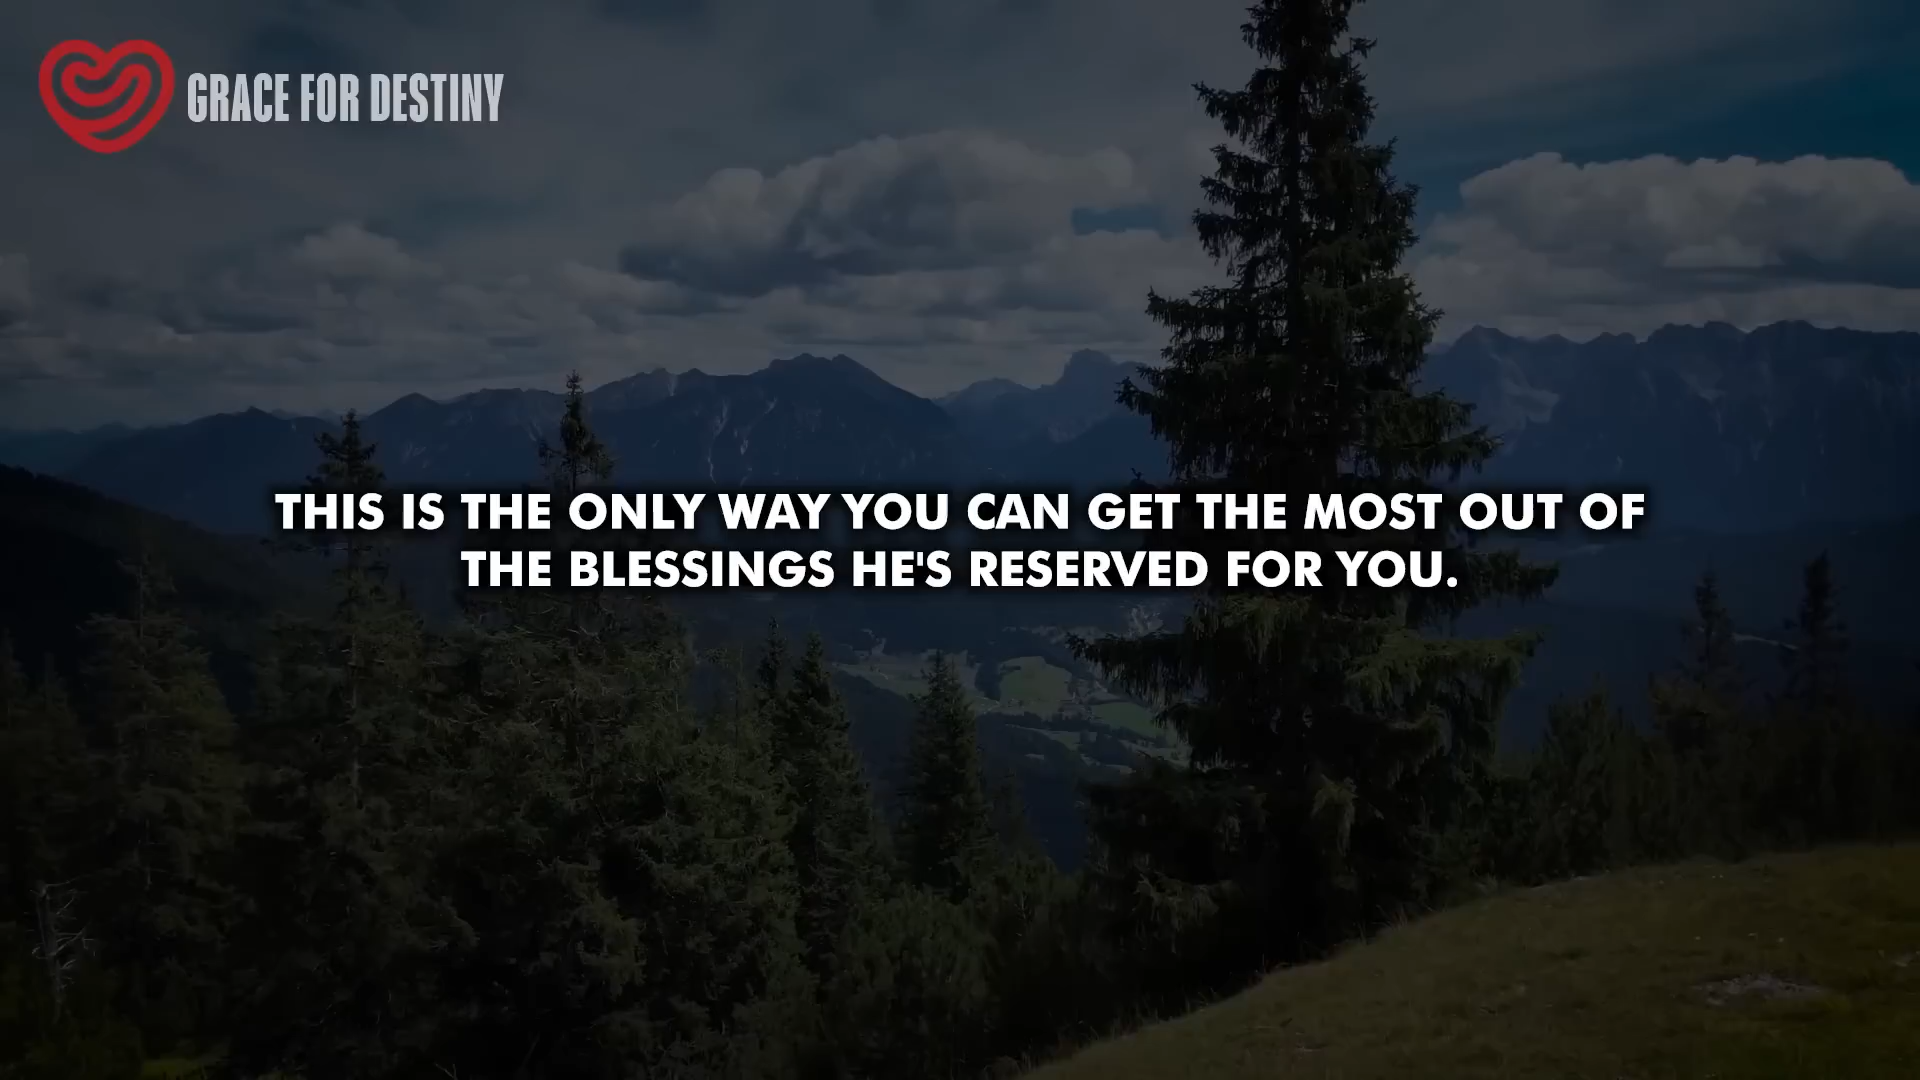 GRACE FOR DESTINY
THIS IS THE ONLY WAY YOU CAN GET THE MOST OUT OF
THE BLESSINGS HE'S RESERVED FOR YOU.